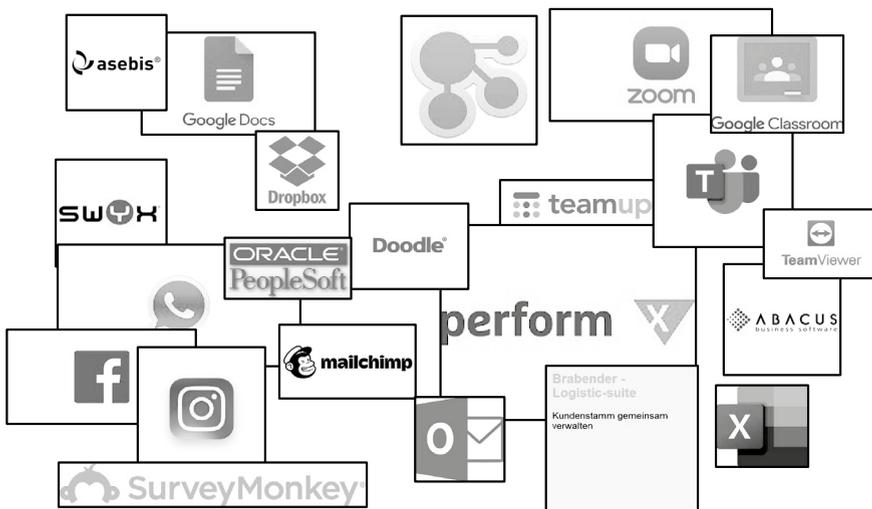 asebis®
Google Docs
Dropbox
zoom
Google Classroom
T
swyx
teamup
ORACLE®
PeopleSoft
Doodle®
TeamViewer
perform X
ABACUS
business software
f
mailchimp
Brabender -
Logistic-suite
Kundenstamm gemeinsam
verwalten
O
X
SurveyMonkey®